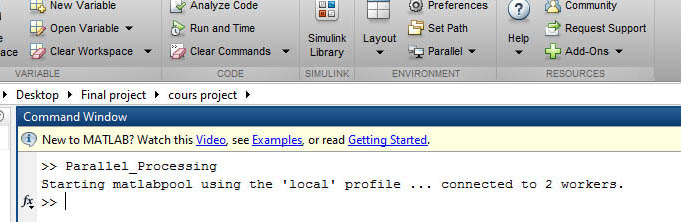 New Variable
Analyze Code
Preferences
Community
Open Variable
Run and Time
Simulink
Library
Layout
Set Path
Help
Request Support
Clear Workspace
Clear Commands
Parallel
Add-Ons
VARIABLE
CODE
SIMULINK
ENVIRONMENT
RESOURCES
Desktop
Final project
cours project
Command Window
New to MATLAB? Watch this Video, see Examples, or read Getting Started.
>> Parallel_Processing
Starting matlabpool using the 'local' profile ... connected to 2 workers.
fx >>